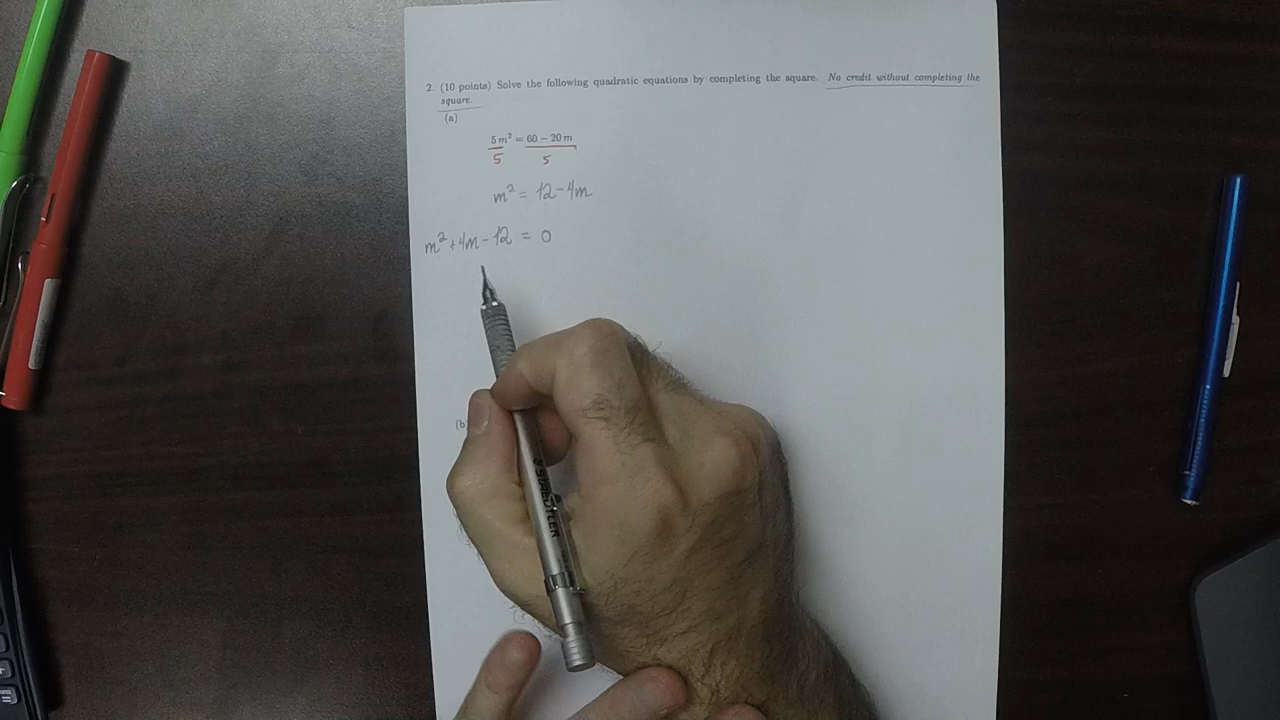 2. (10 points) Solve the following quadratic equations by completing the square. No credit without completing the
square.
(a)
5m² = 60 − 20m
5 5
m² = 12-4m
m² + 4m - 12 = 0
(b
STAEDTLER